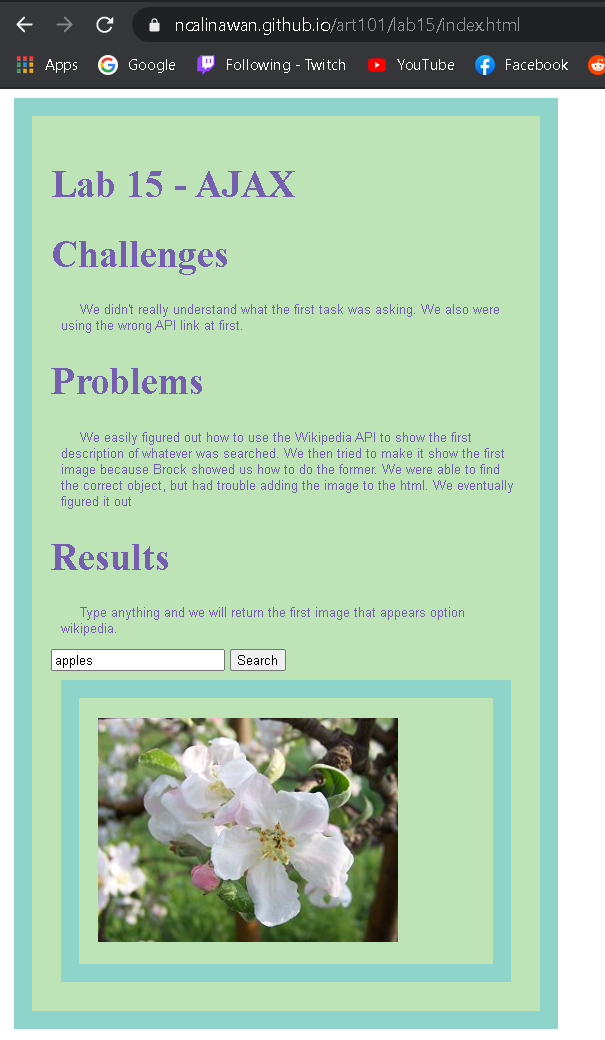 ncalinawan.github.io/art101/lab15/index.html
Apps Google Following - Twitch YouTube Facebook
Lab 15 - AJAX
Challenges
We didn't really understand what the first task was asking. We also were
using the wrong API link at first.
Problems
We easily figured out how to use the Wikipedia API to show the first
description of whatever was searched. We then tried to make it show the first
image because Brock showed us how to do the former. We were able to find
the correct object, but had trouble adding the image to the html. We eventually
figured it out
Results
Type anything and we will return the first image that appears option
wikipedia.
apples Search